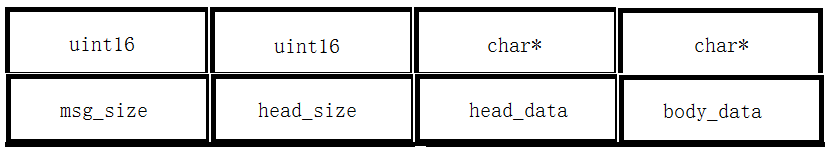 uint16 uint16 char* char*
msg_size head_size head_data body_data